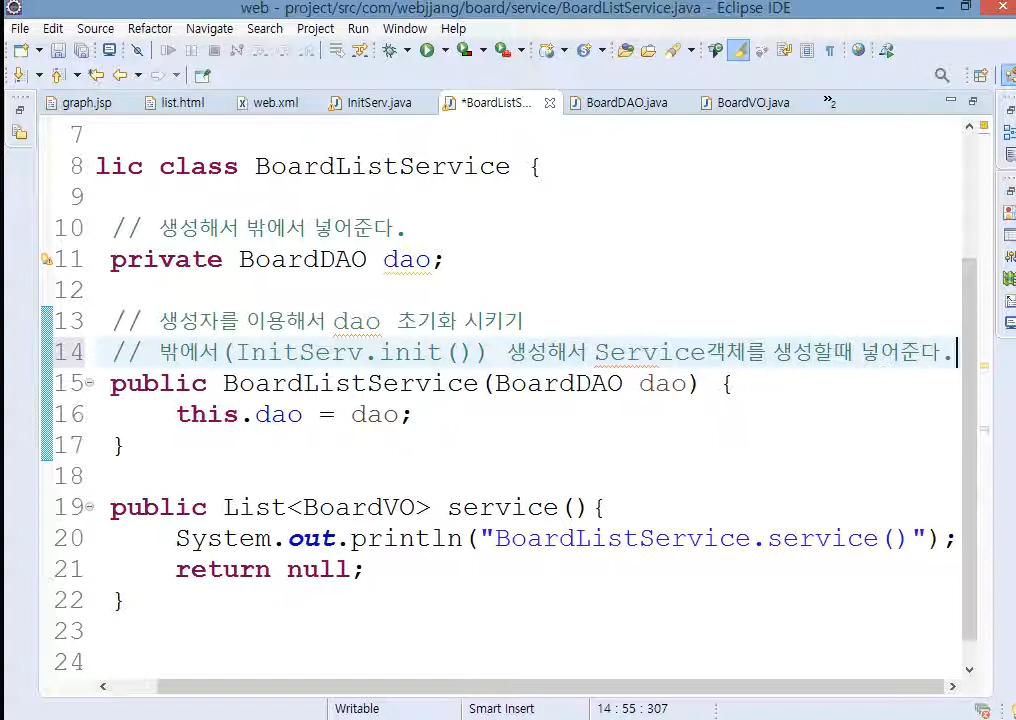 web - project/src/com/webjjang/board/service/BoardListService.java - Eclipse IDE
File Edit Source Refactor Navigate Search Project Run Window Help
graph.jsp list.html web.xml InitServ.java *BoardListS... BoardDAO.java BoardVO.java »2
7
8 lic class BoardListService {
9
10 // 생성해서 밖에서 넣어준다.
11 private BoardDAO dao;
12
13 // 생성자를 이용해서 dao 초기화 시키기
14 // 밖에서(InitServ.init()) 생성해서 Service객체를 생성할때 넣어준다.
15 public BoardListService(BoardDAO dao) {
16 this.dao = dao;
17 }
18
19 public List<BoardVO> service(){
20 System.out.println("BoardListService.service()");
21 return null;
22 }
23
24
Writable Smart Insert 14 : 55 : 307